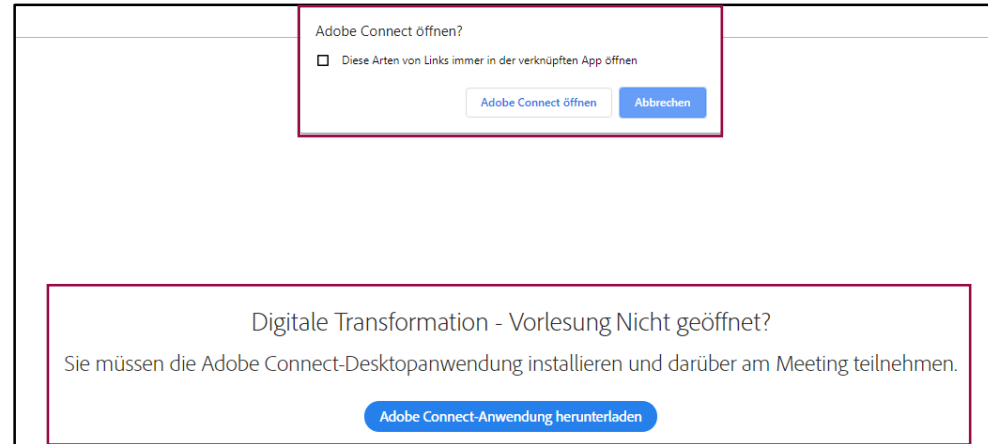 Adobe Connect öffnen?
Diese Arten von Links immer in der verknüpften App öffnen
Adobe Connect öffnen Abbrechen
Digitale Transformation - Vorlesung Nicht geöffnet?
Sie müssen die Adobe Connect-Desktopanwendung installieren und darüber am Meeting teilnehmen.
Adobe Connect-Anwendung herunterladen